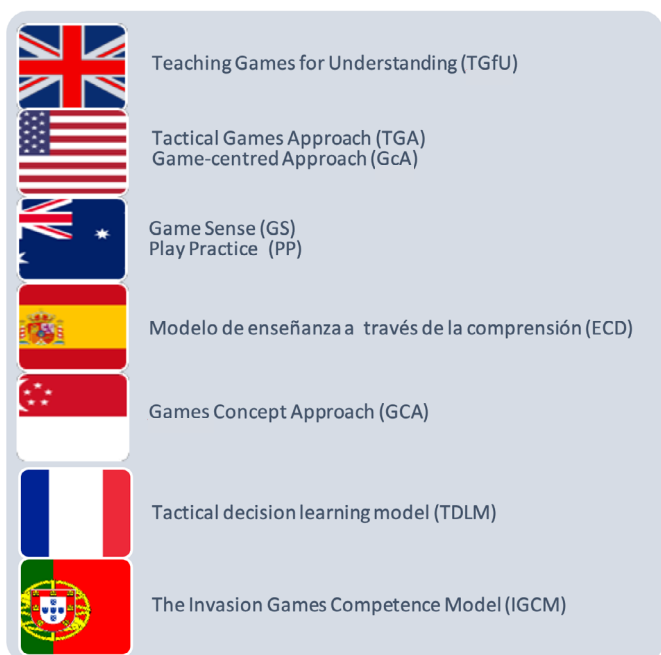 Teaching Games for Understanding (TGfU)
Tactical Games Approach (TGA)
Game-centred Approach (GcA)
Game Sense (GS)
Play Practice (PP)
Modelo de enseñanza a través de la comprensión (ECD)
Games Concept Approach (GCA)
Tactical decision learning model (TDLM)
The Invasion Games Competence Model (IGCM)